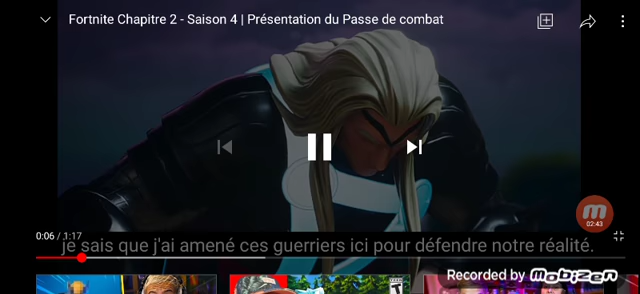 Fortnite Chapitre 2 - Saison 4 | Présentation du Passe de combat
02:43
0:06 / 1:17
je sais que j'ai amené ces guerriers ici pour défendre notre réalité.
Recorded by Mobizen